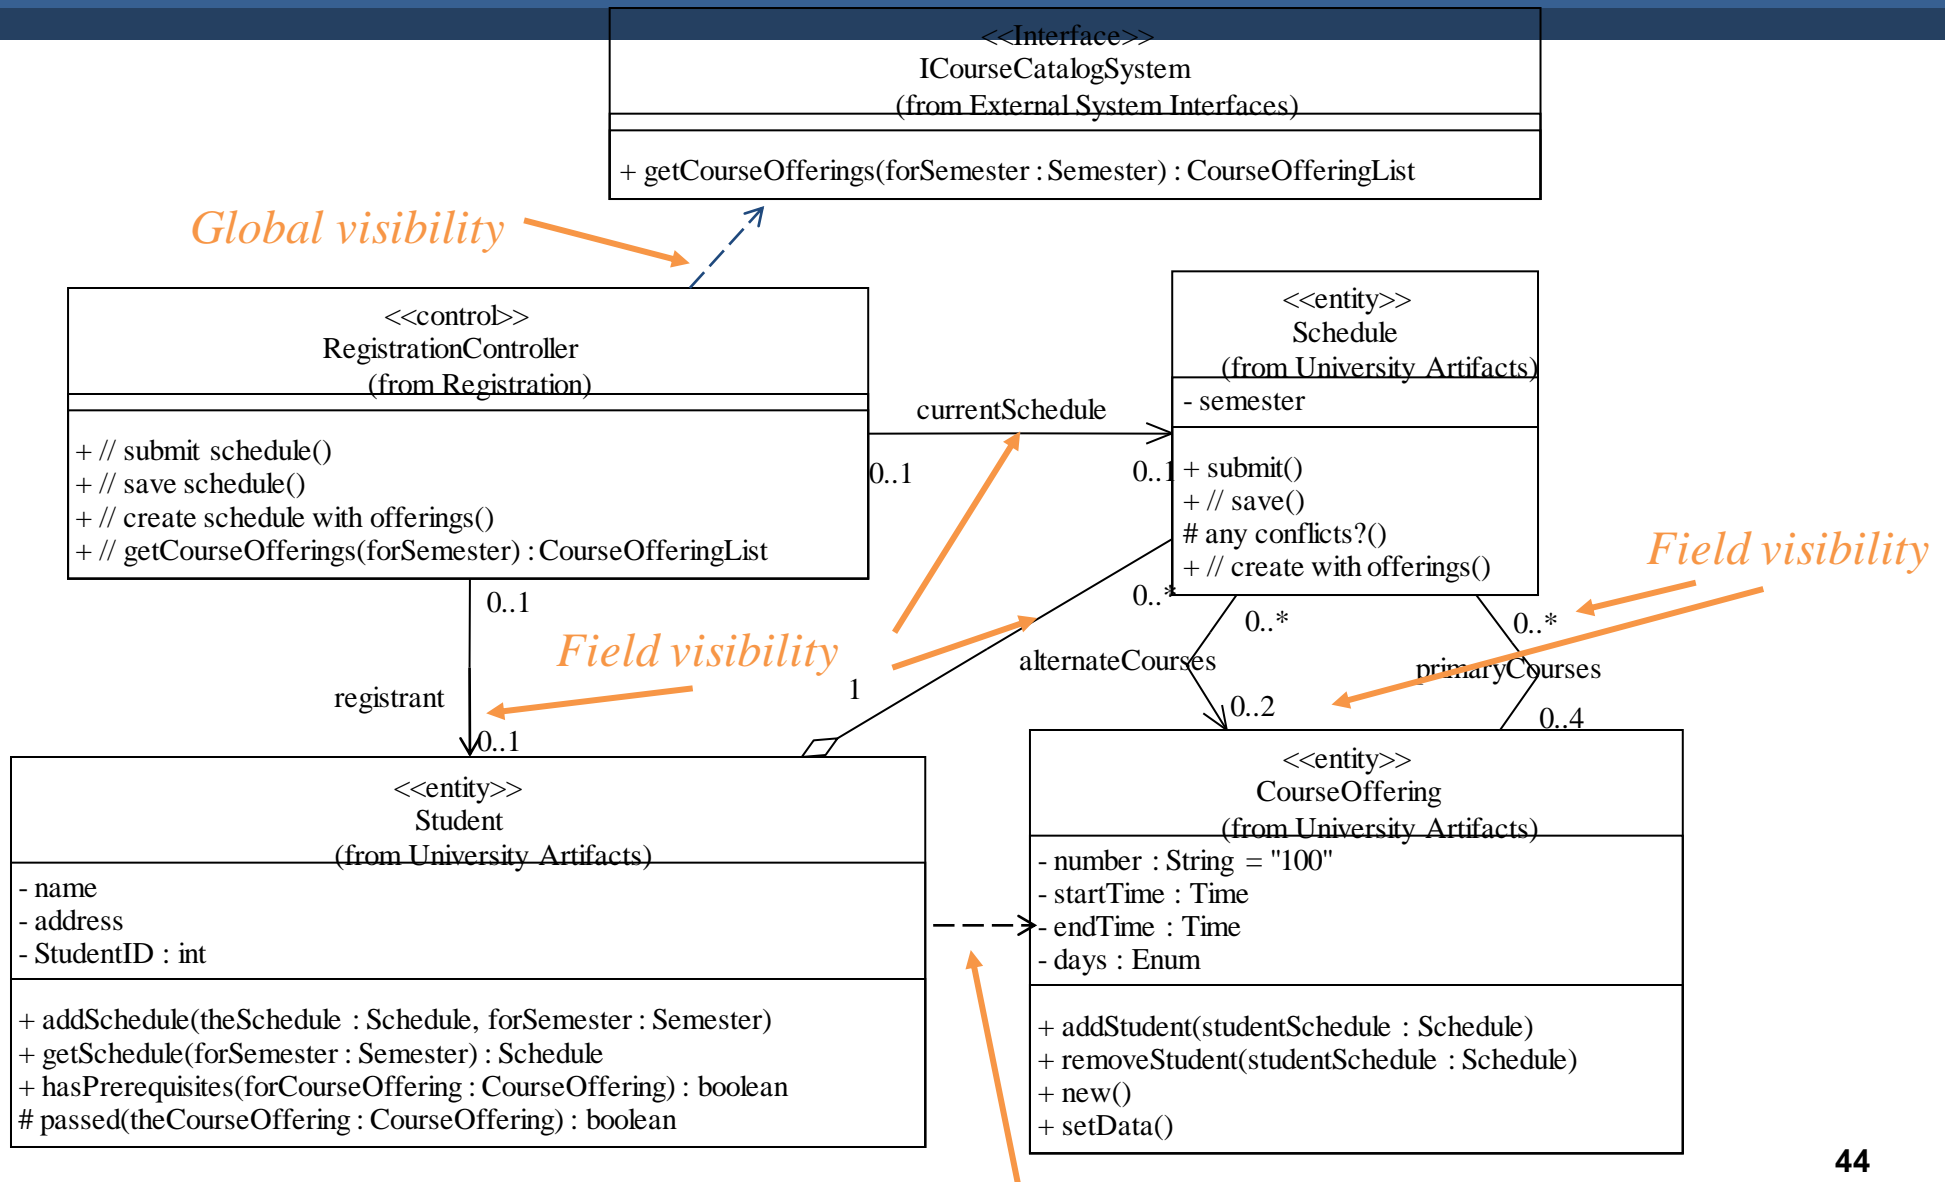 <<Interface>>
ICourseCatalogSystem
(from External System Interfaces)
+ getCourseOfferings(forSemester : Semester) : CourseOfferingList
Global visibility
<<control>>
RegistrationController
(from Registration)
+ // submit schedule()
+ // save schedule()
+ // create schedule with offerings()
+ // getCourseOfferings(forSemester) : CourseOfferingList
currentSchedule
0..1
0..1
<<entity>>
Schedule
(from University Artifacts)
- semester
+ submit()
+ // save()
# any conflicts?()
+ // create with offerings()
Field visibility
0..1
0..*
0..*
0..*
Field visibility
alternateCourses
primaryCourses
registrant
1
0..2
0..4
0..1
<<entity>>
Student
(from University Artifacts)
- name
- address
- StudentID : int
+ addSchedule(theSchedule : Schedule, forSemester : Semester)
+ getSchedule(forSemester : Semester) : Schedule
+ hasPrerequisites(forCourseOffering : CourseOffering) : boolean
# passed(theCourseOffering : CourseOffering) : boolean
<<entity>>
CourseOffering
(from University Artifacts)
- number : String = "100"
- startTime : Time
- endTime : Time
- days : Enum
+ addStudent(studentSchedule : Schedule)
+ removeStudent(studentSchedule : Schedule)
+ new()
+ setData()
44